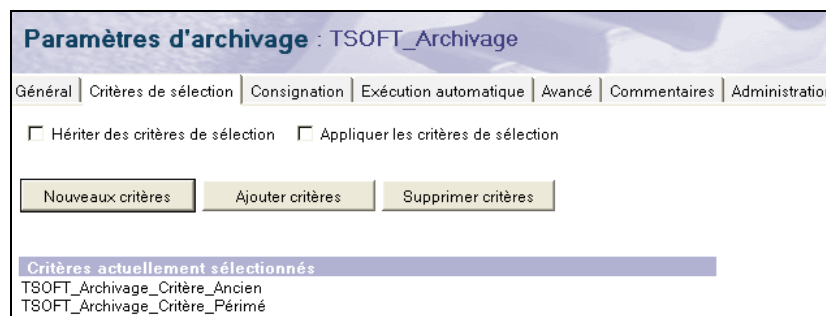 Paramètres d'archivage : TSOFT_Archivage
Général Critères de sélection Consignation Exécution automatique Avancé Commentaires Administratio
Hériter des critères de sélection Appliquer les critères de sélection
Nouveaux critères Ajouter critères Supprimer critères
Critères actuellement sélectionnés
TSOFT_Archivage_Critère_Ancien
TSOFT_Archivage_Critère_Périmé